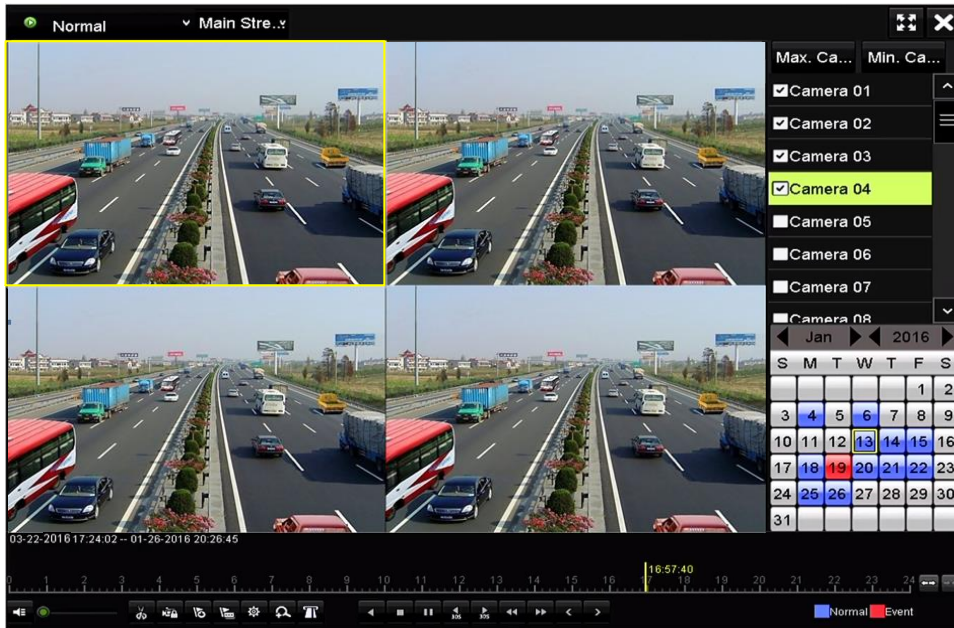 Normal
Main Stre..
Max. Ca...
Min. Ca...
Camera 01
Camera 02
Camera 03
Camera 04
Camera 05
Camera 06
Camera 07
Camera 08
Jan 2016
S M T W T F S
1 2
3 4 5 6 7 8 9
10 11 12 13 14 15 16
17 18 19 20 21 22 23
24 25 26 27 28 29 30
31
03-22-2016 17:24:02 -- 01-26-2016 20:26:45
16:57:40
0 1 2 3 4 5 6 7 8 9 10 11 12 13 14 15 16 17 18 19 20 21 22 23 24
30S 30S
Normal Event